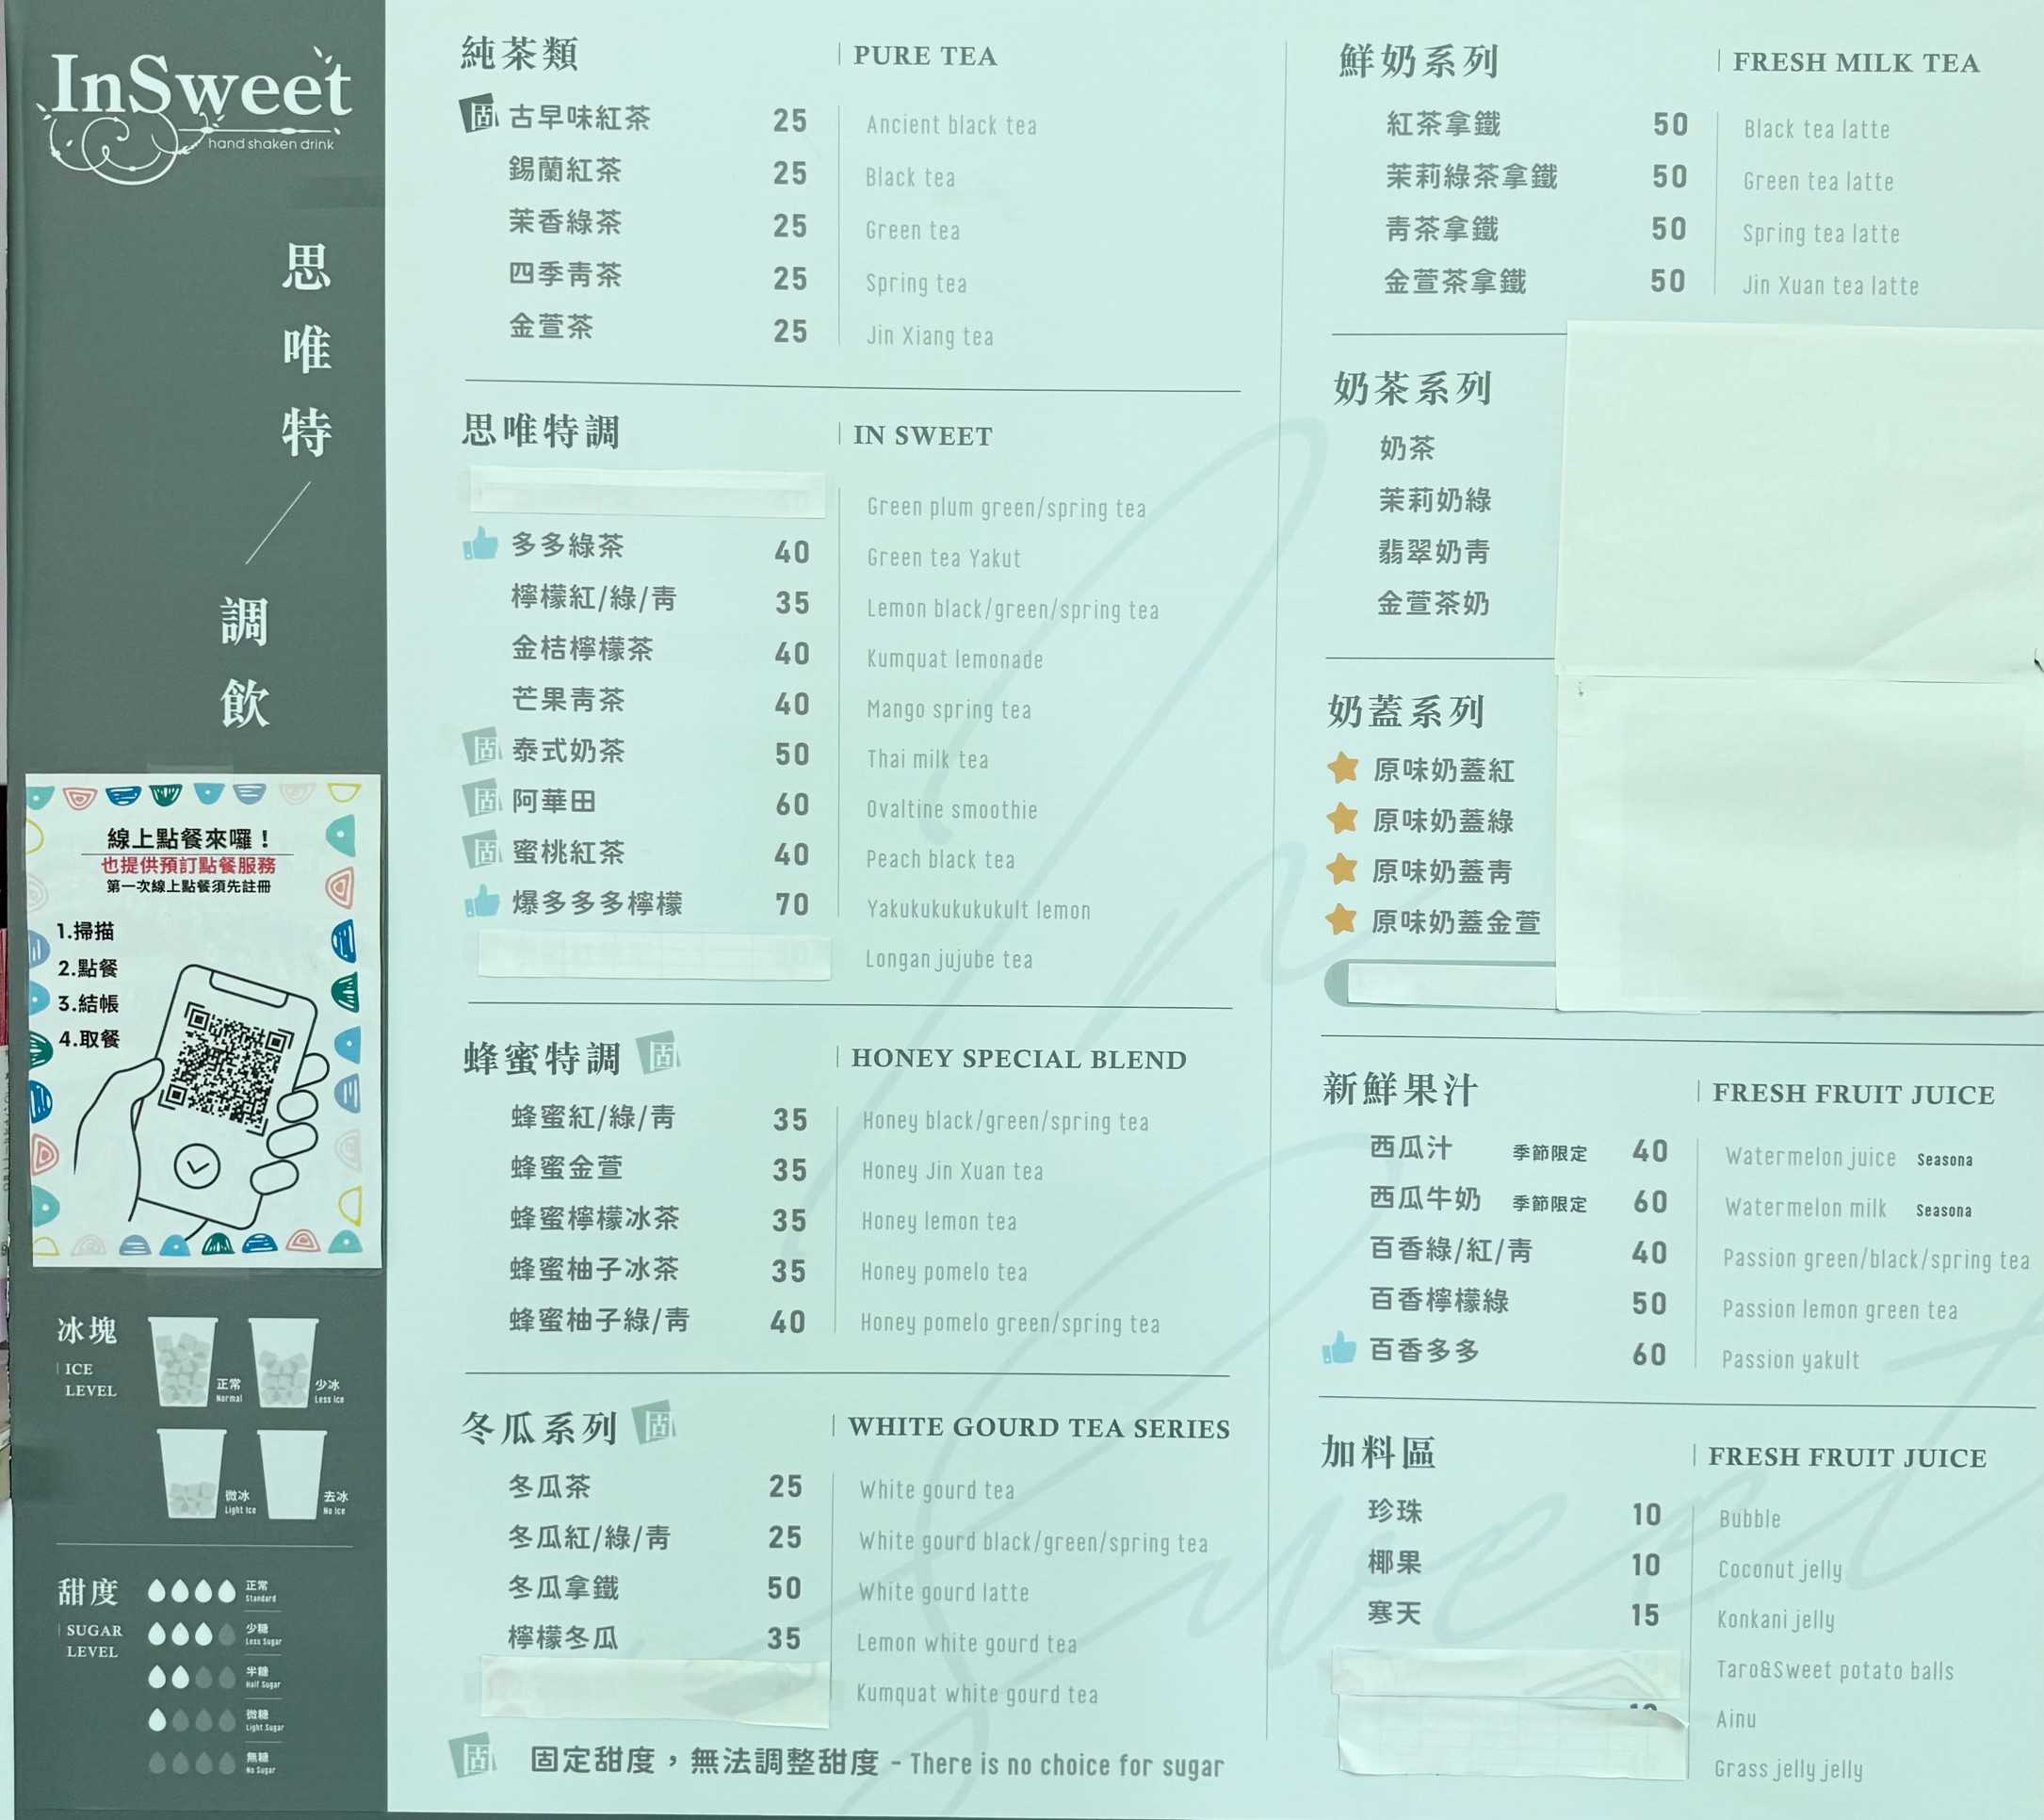 InSweet
hand shaken drink
思唯特
調飲
線上點餐來囉！
也提供預訂點餐服務
第一次線上點餐須先註冊
1.掃描
2.點餐
3.結帳
4.取餐
冰塊
ICE
LEVEL
正常
Normal
少冰
Less Ice
微冰
Light Ice
去冰
No Ice
甜度
SUGAR
LEVEL
正常
Standard
少糖
Less Sugar
半糖
Half Sugar
微糖
Light Sugar
無糖
No Sugar
純茶類 PURE TEA
固 古早味紅茶 25 Ancient black tea
錫蘭紅茶 25 Black tea
茉香綠茶 25 Green tea
四季青茶 25 Spring tea
金萱茶 25 Jin Xiang tea
思唯特調 IN SWEET
Green plum green/spring tea
多多綠茶 40 Green tea Yakut
檸檬紅/綠/青 35 Lemon black/green/spring tea
金桔檸檬茶 40 Kumquat lemonade
芒果青茶 40 Mango spring tea
固 泰式奶茶 50 Thai milk tea
固 阿華田 60 Ovaltine smoothie
固 蜜桃紅茶 40 Peach black tea
爆多多多檸檬 70 Yakukukukukukult lemon
Longan jujube tea
蜂蜜特調 固 HONEY SPECIAL BLEND
蜂蜜紅/綠/青 35 Honey black/green/spring tea
蜂蜜金萱 35 Honey Jin Xuan tea
蜂蜜檸檬冰茶 35 Honey lemon tea
蜂蜜柚子冰茶 35 Honey pomelo tea
蜂蜜柚子綠/青 40 Honey pomelo green/spring tea
冬瓜系列 固 WHITE GOURD TEA SERIES
冬瓜茶 25 White gourd tea
冬瓜紅/綠/青 25 White gourd black/green/spring tea
冬瓜拿鐵 50 White gourd latte
檸檬冬瓜 35 Lemon white gourd tea
Kumquat white gourd tea
固 固定甜度，無法調整甜度 - There is no choice for sugar
鮮奶系列 FRESH MILK TEA
紅茶拿鐵 50 Black tea latte
茉莉綠茶拿鐵 50 Green tea latte
青茶拿鐵 50 Spring tea latte
金萱茶拿鐵 50 Jin Xuan tea latte
奶茶系列
奶茶
茉莉奶綠
翡翠奶青
金萱茶奶
奶蓋系列
原味奶蓋紅
原味奶蓋綠
原味奶蓋青
原味奶蓋金萱
新鮮果汁 FRESH FRUIT JUICE
西瓜汁 季節限定 40 Watermelon juice Seasona
西瓜牛奶 季節限定 60 Watermelon milk Seasona
百香綠/紅/青 40 Passion green/black/spring tea
百香檸檬綠 50 Passion lemon green tea
百香多多 60 Passion yakult
加料區 FRESH FRUIT JUICE
珍珠 10 Bubble
椰果 10 Coconut jelly
寒天 15 Konkani jelly
Taro&Sweet potato balls
Ainu
Grass jelly jelly